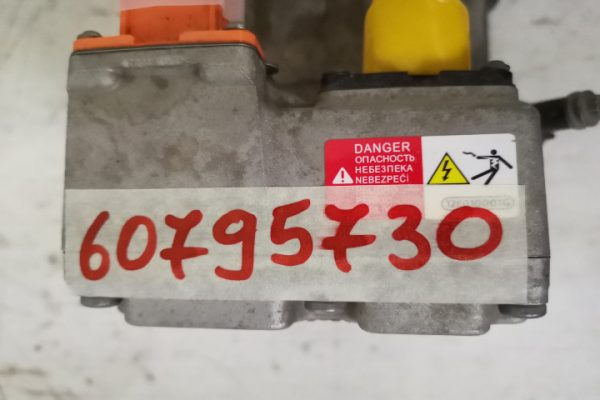 DANGER
ОПАСНОСТЬ
НЕБЕЗПЕКА
NEBEZPEČÍ
60795730